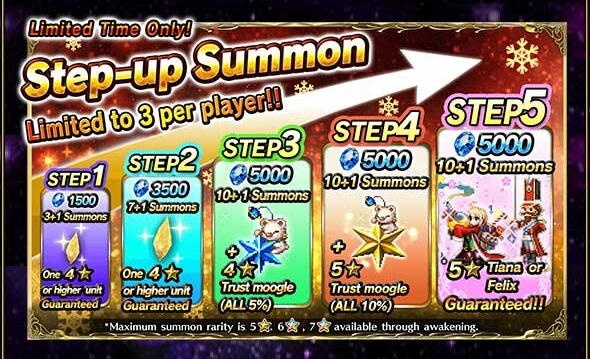 Limited Time Only!
Step-up Summon
Limited to 3 per player!!
STEP1
1500
3+1 Summons
One 4
or higher unit
Guaranteed
STEP2
3500
7+1 Summons
One 4
or higher unit
Guaranteed
STEP3
5000
10+1 Summons
+
4
Trust moogle
(ALL 5%)
STEP4
5000
10+1 Summons
+
5
Trust moogle
(ALL 10%)
STEP5
5000
10+1 Summons
5 Tiana or
Felix
Guaranteed!!
*Maximum summon rarity is 5 . 6 , 7 available through awakening.